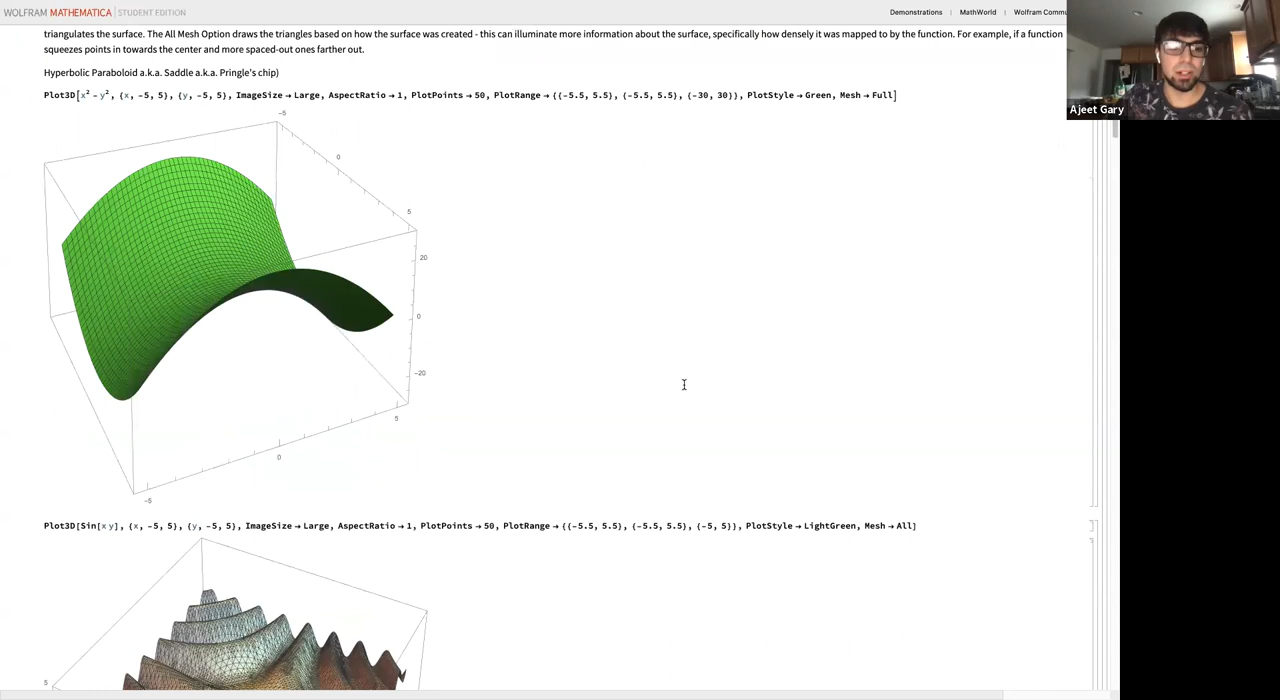 WOLFRAM MATHEMATICA | STUDENT EDITION
Demonstrations | MathWorld | Wolfram Commu
triangulates the surface. The All Mesh Option draws the triangles based on how the surface was created - this can illuminate more information about the surface, specifically how densely it was mapped to by the function. For example, if a function
squeezes points in towards the center and more spaced-out ones farther out.
Hyperbolic Paraboloid a.k.a. Saddle a.k.a. Pringle's chip)
Plot3D[x² - y², {x, -5, 5}, {y, -5, 5}, ImageSize → Large, AspectRatio → 1, PlotPoints → 50, PlotRange → {{-5.5, 5.5}, {-5.5, 5.5}, {-30, 30}}, PlotStyle → Green, Mesh → Full]
Ajeet Gary
-5
0
5
20
0
-20
5
0
-5
Plot3D[Sin[x y], {x, -5, 5}, {y, -5, 5}, ImageSize → Large, AspectRatio → 1, PlotPoints → 50, PlotRange → {{-5.5, 5.5}, {-5.5, 5.5}, {-5, 5}}, PlotStyle → LightGreen, Mesh → All]
5